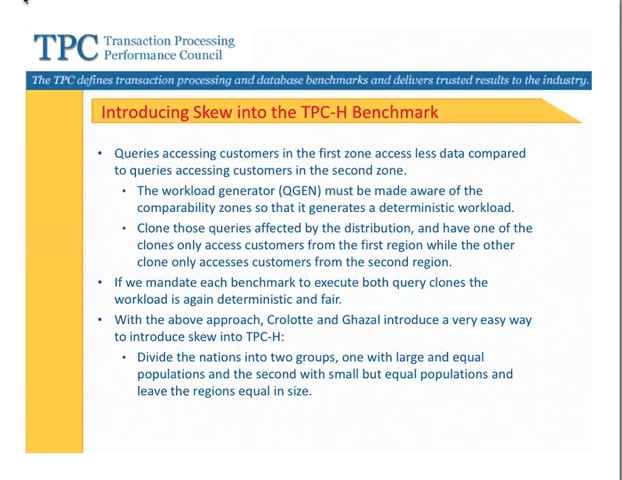 TPC Transaction Processing
Performance Council
The TPC defines transaction processing and database benchmarks and delivers trusted results to the industry.
Introducing Skew into the TPC-H Benchmark
• Queries accessing customers in the first zone access less data compared
to queries accessing customers in the second zone.
• The workload generator (QGEN) must be made aware of the
comparability zones so that it generates a deterministic workload.
• Clone those queries affected by the distribution, and have one of the
clones only access customers from the first region while the other
clone only accesses customers from the second region.
• If we mandate each benchmark to execute both query clones the
workload is again deterministic and fair.
• With the above approach, Crolotte and Ghazal introduce a very easy way
to introduce skew into TPC-H:
• Divide the nations into two groups, one with large and equal
populations and the second with small but equal populations and
leave the regions equal in size.